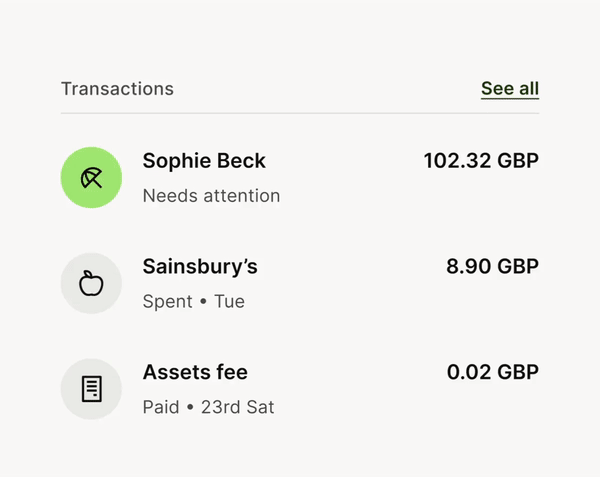 Transactions See all
Sophie Beck 102.32 GBP
Needs attention
Sainsbury’s 8.90 GBP
Spent • Tue
Assets fee 0.02 GBP
Paid • 23rd Sat